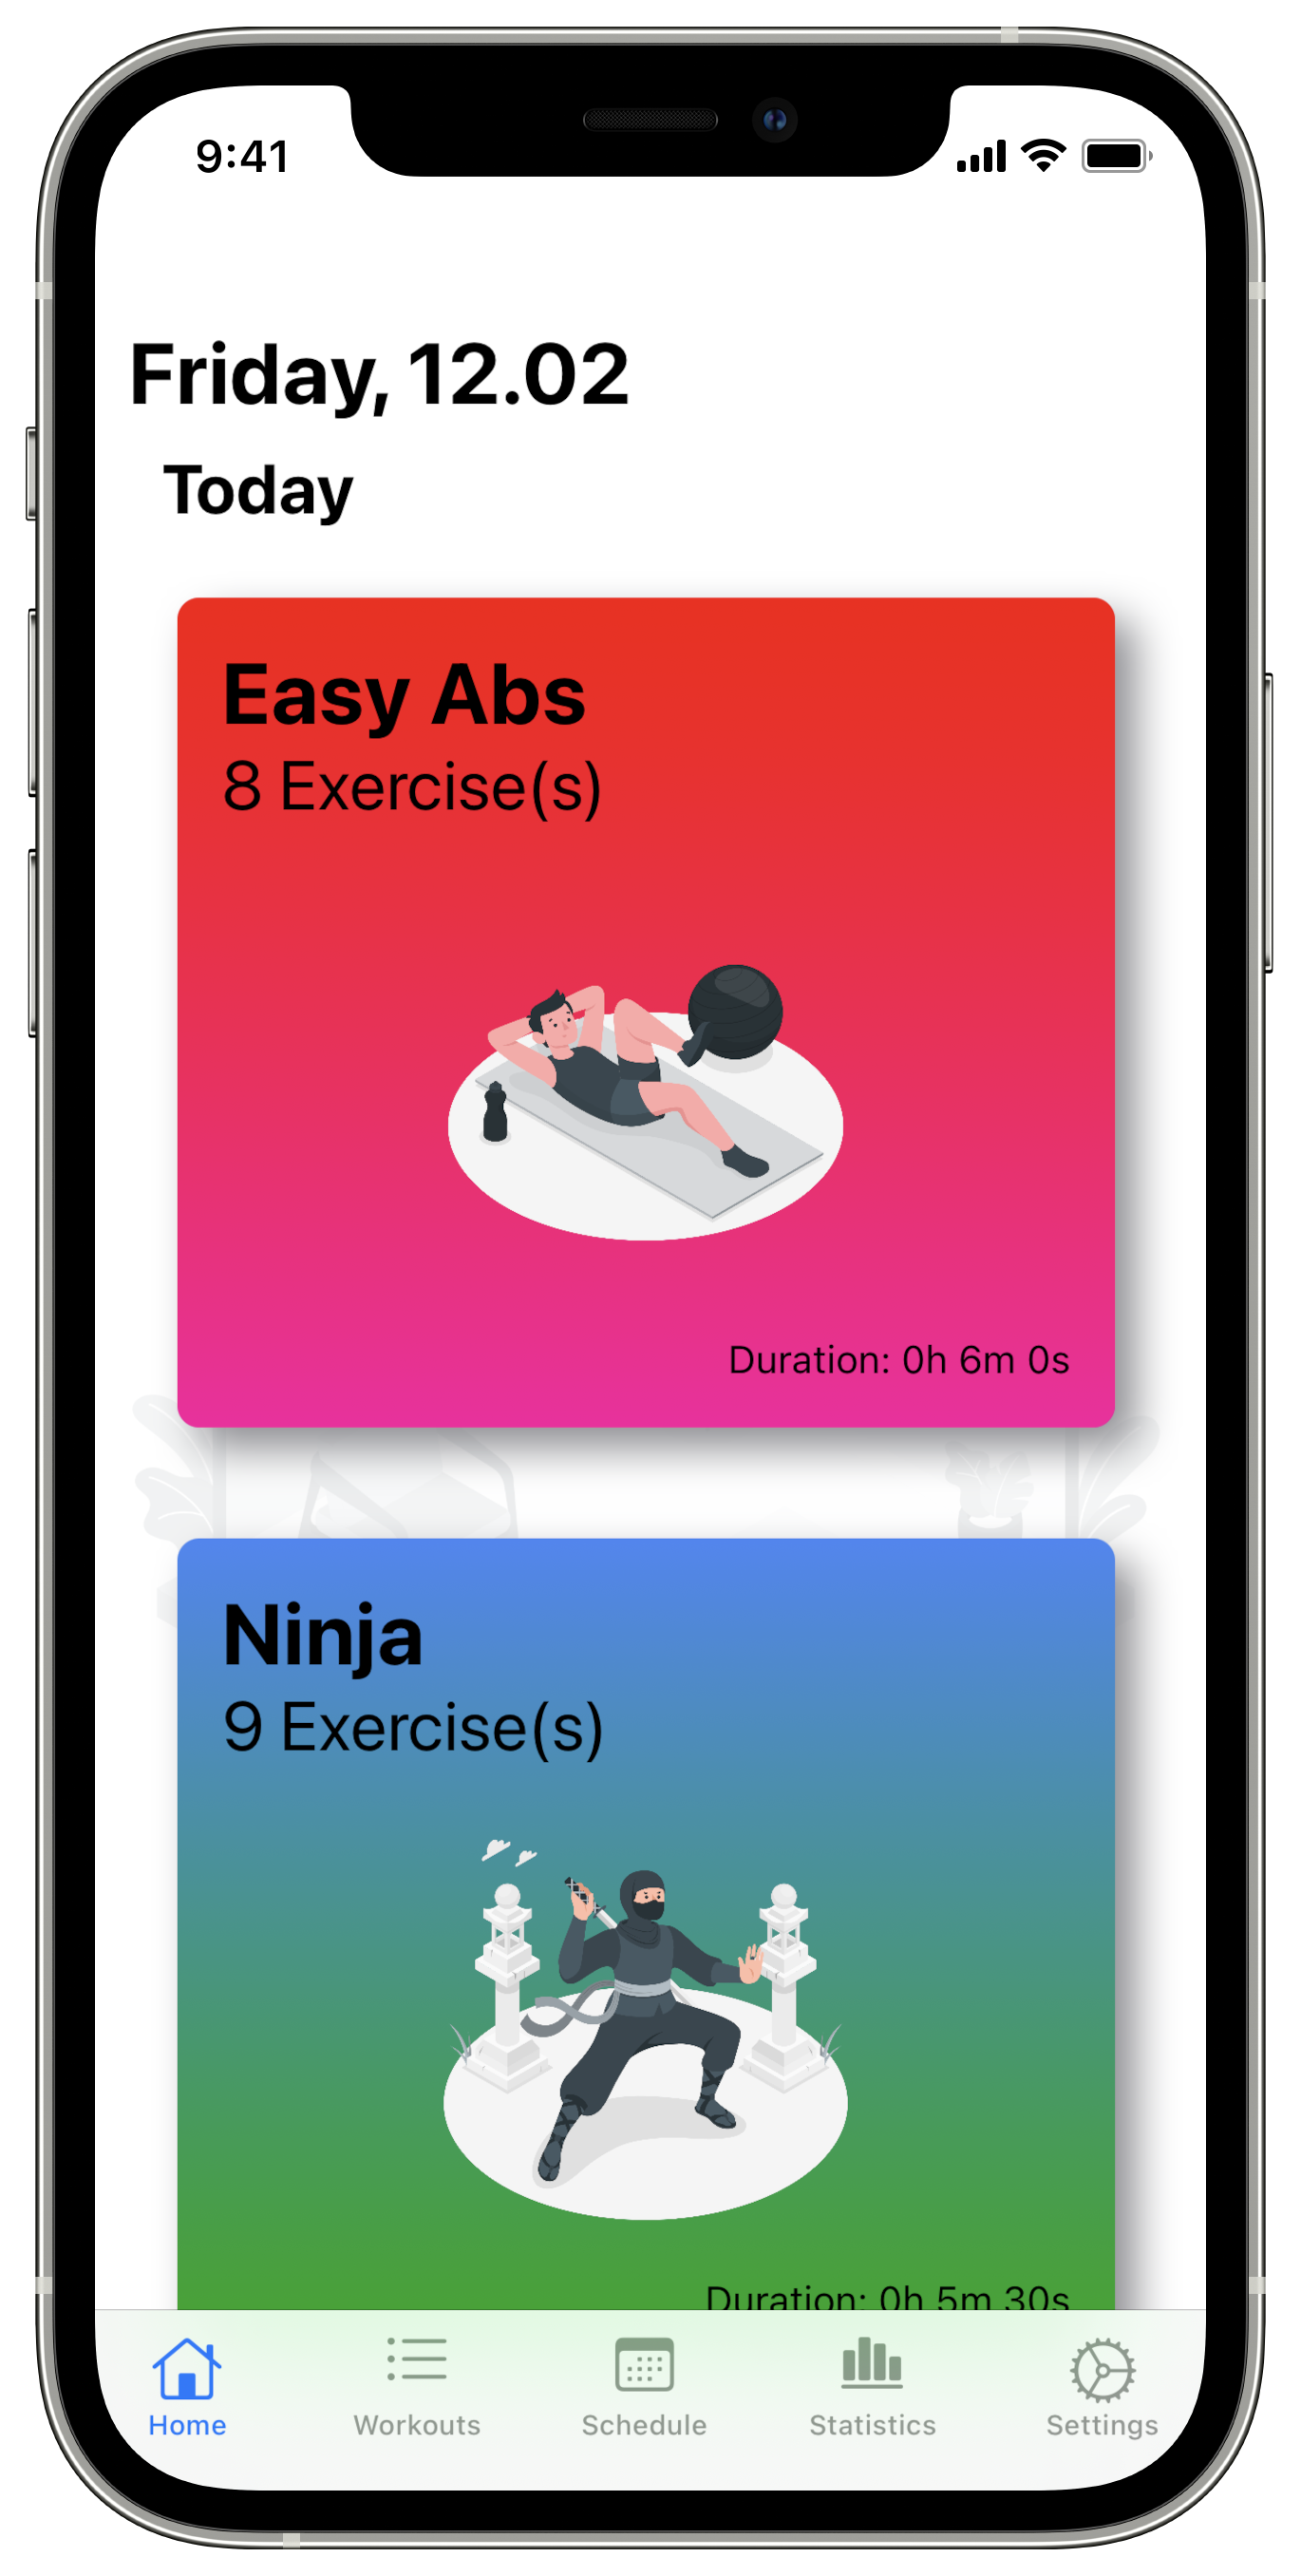 9:41
Friday, 12.02
Today
Easy Abs
8 Exercise(s)
Duration: 0h 6m 0s
Ninja
9 Exercise(s)
Duration: 0h 5m 30s
Home
Workouts
Schedule
Statistics
Settings